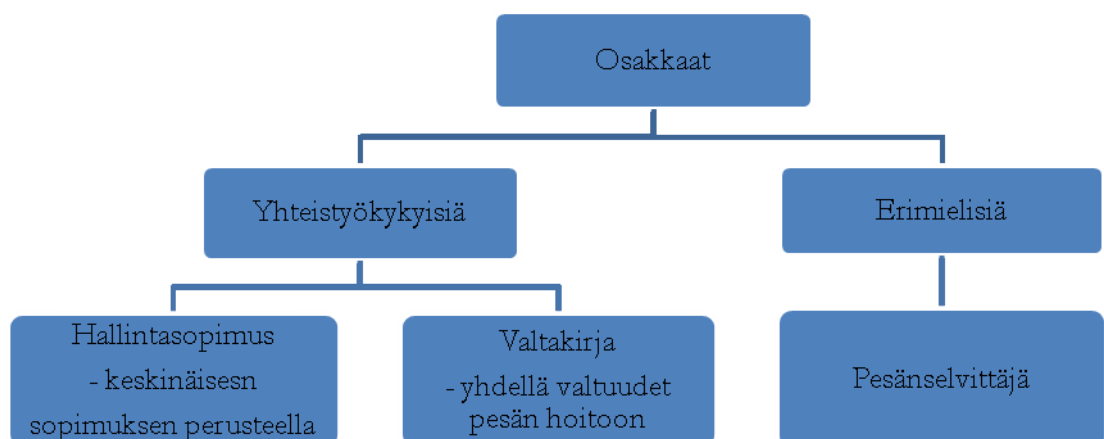 Osakkaat
Yhteistyökykyisiä
Erimielisiä
Hallintasopimus
- keskinäisesn
sopimuksen perusteella
Valtakirja
- yhdellä valtuudet
pesän hoitoon
Pesänselvittäjä